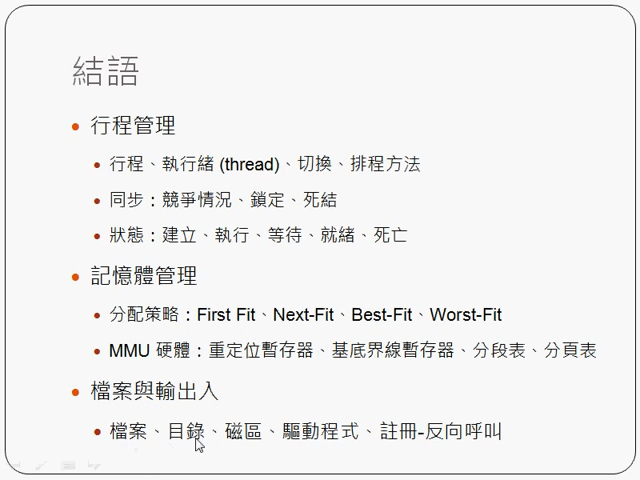 結語
行程管理
行程、執行緒 (thread)、切換、排程方法
同步：競爭情況、鎖定、死結
狀態：建立、執行、等待、就緒、死亡
記憶體管理
分配策略：First Fit、Next-Fit、Best-Fit、Worst-Fit
MMU 硬體：重定位暫存器、基底界線暫存器、分段表、分頁表
檔案與輸出入
檔案、目錄、磁區、驅動程式、註冊-反向呼叫